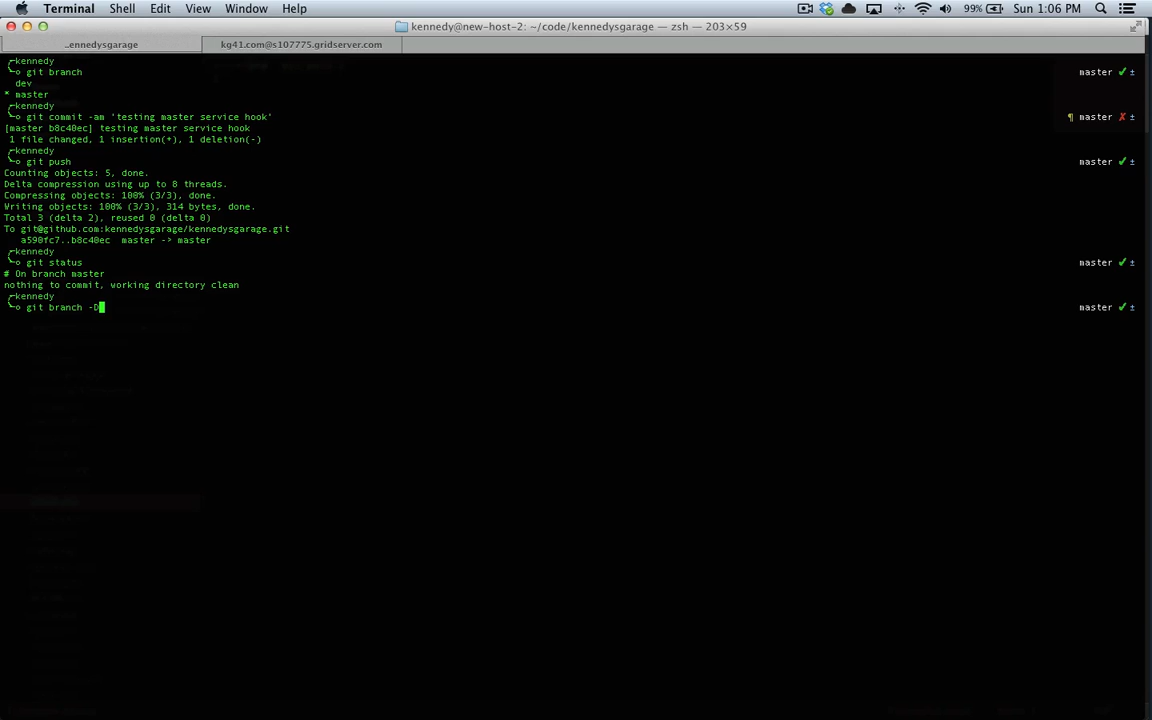 Terminal Shell Edit View Window Help 99% Sun 1:06 PM
kennedy@new-host-2: ~/code/kennedysgarage — zsh — 203×59
..ennedysgarage kg41.com@s107775.gridserver.com
kennedy
git branch master ✔ ±
dev
* master
kennedy
git commit -am 'testing master service hook' ¶ master ✗ ±
[master b8c40ec] testing master service hook
1 file changed, 1 insertion(+), 1 deletion(-)
kennedy
git push master ✔ ±
Counting objects: 5, done.
Delta compression using up to 8 threads.
Compressing objects: 100% (3/3), done.
Writing objects: 100% (3/3), 314 bytes, done.
Total 3 (delta 2), reused 0 (delta 0)
To git@github.com:kennedysgarage/kennedysgarage.git
a590fc7..b8c40ec master -> master
kennedy
git status master ✔ ±
# On branch master
nothing to commit, working directory clean
kennedy
git branch -D master ✔ ±